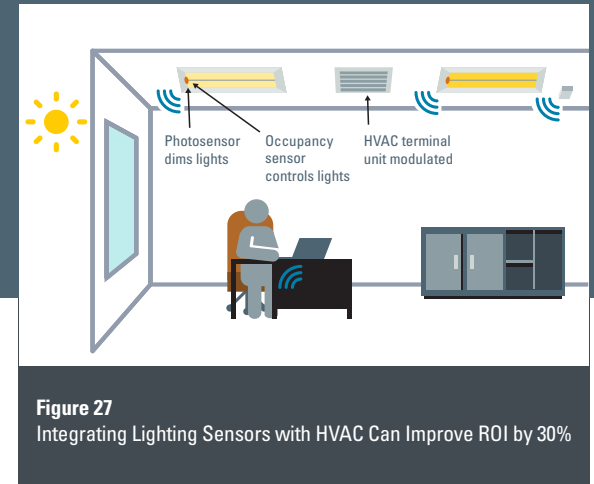 Photosensor
dims lights
Occupancy
sensor
controls lights
HVAC terminal
unit modulated
Figure 27
Integrating Lighting Sensors with HVAC Can Improve ROI by 30%